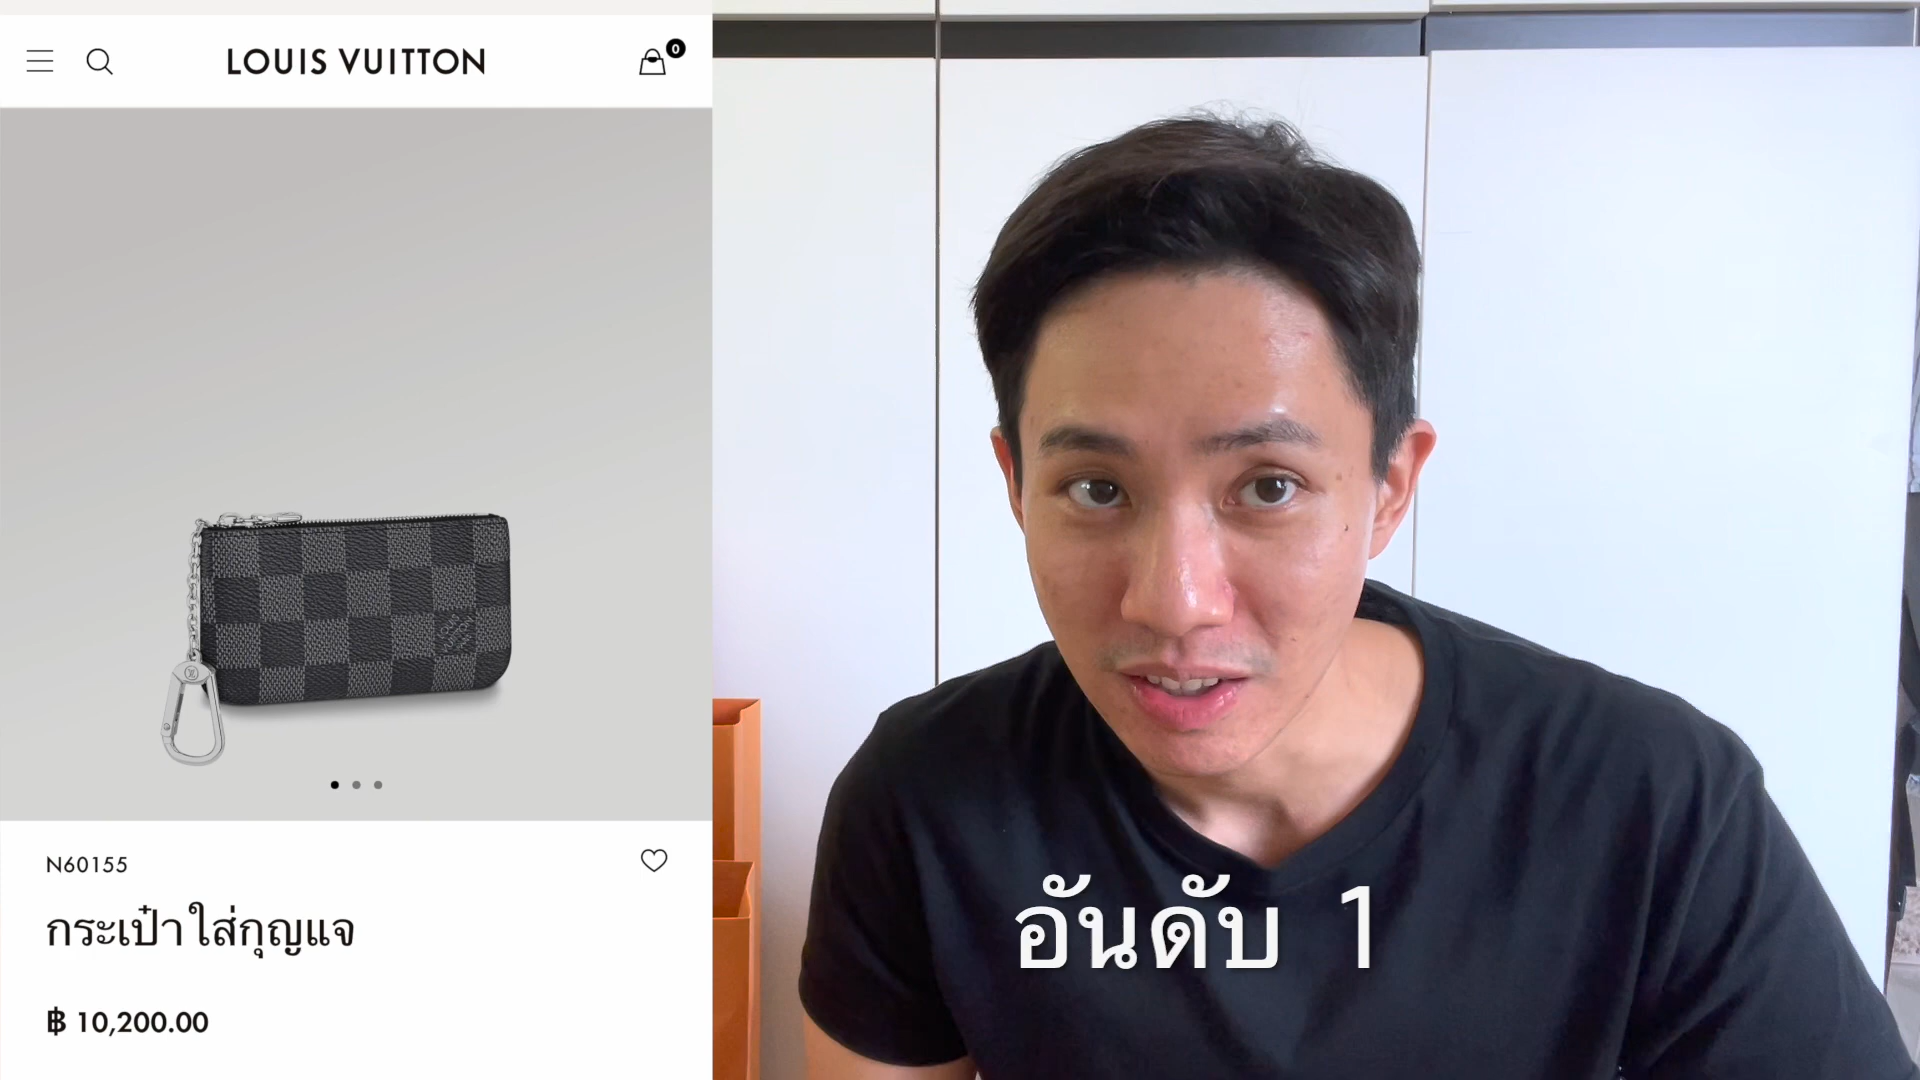 LOUIS VUITTON
0
N60155
กระเป๋าใส่กุญแจ
฿ 10,200.00
อันดับ 1